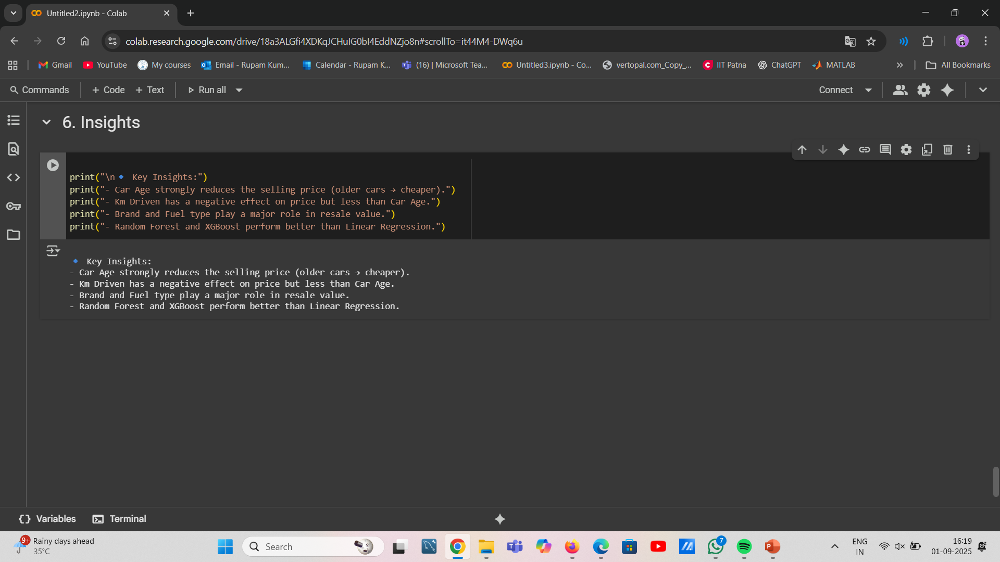 Untitled2.ipynb - Colab
colab.research.google.com/drive/18a3ALGfi4XDKqJCHuIG0bI4EddNZjo8n#scrollTo=it44M4-DWq6u
Gmail YouTube My courses Email - Rupam Kum... Calendar - Rupam K... (16) | Microsoft Tea... Untitled3.ipynb - Co... vertopal.com_Copy_... IIT Patna ChatGPT MATLAB » All Bookmarks
Commands + Code + Text Run all Connect
6. Insights
print("\n🔹 Key Insights:")
print("- Car Age strongly reduces the selling price (older cars → cheaper).")
print("- Km Driven has a negative effect on price but less than Car Age.")
print("- Brand and Fuel type play a major role in resale value.")
print("- Random Forest and XGBoost perform better than Linear Regression.")
🔹 Key Insights:
- Car Age strongly reduces the selling price (older cars → cheaper).
- Km Driven has a negative effect on price but less than Car Age.
- Brand and Fuel type play a major role in resale value.
- Random Forest and XGBoost perform better than Linear Regression.
{} Variables Terminal
9+ Rainy days ahead
35°C
Search
7
ENG
IN
16:19
01-09-2025